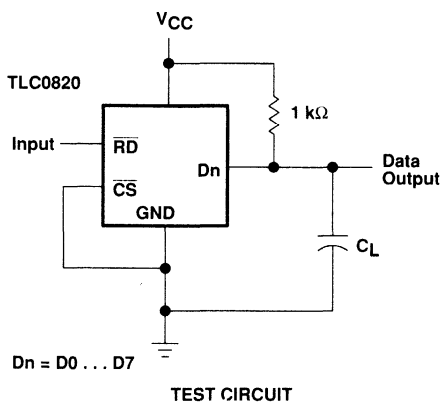 VCC
TLC0820
1 kΩ
Input
RD
Dn
Data
Output
CS
GND
CL
Dn = D0 . . . D7
TEST CIRCUIT